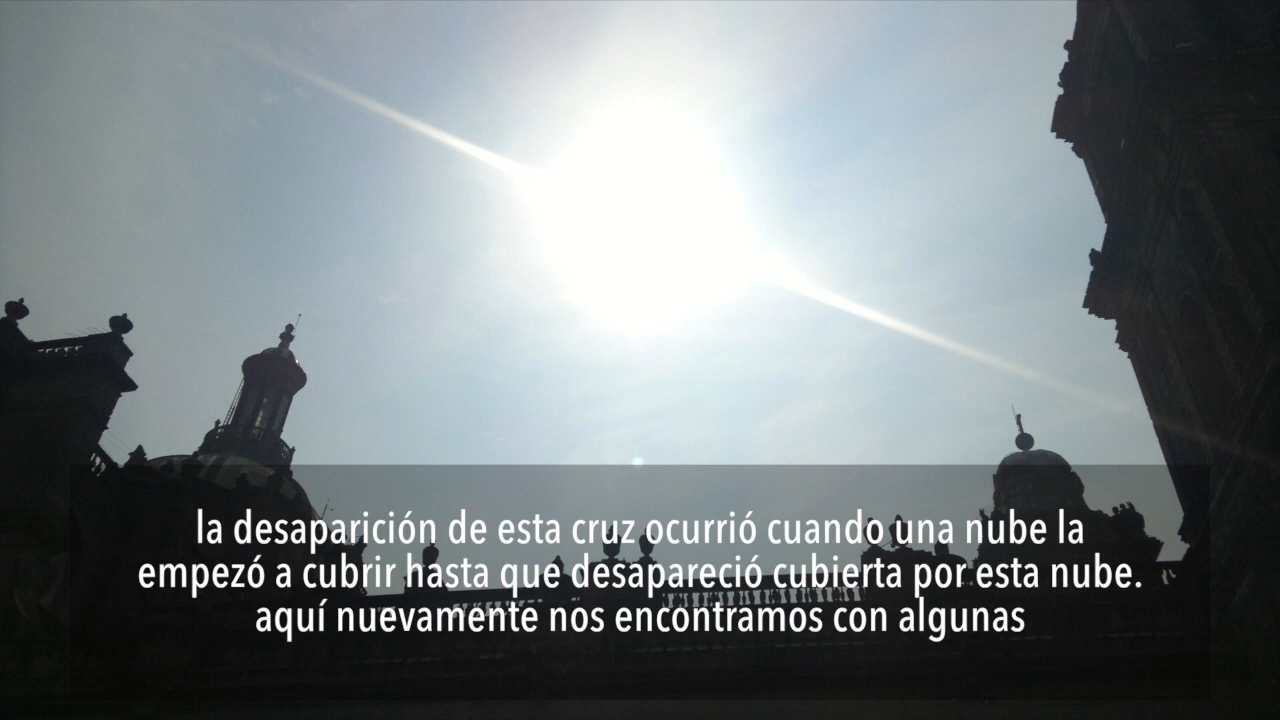 la desaparición de esta cruz ocurrió cuando una nube la
empezó a cubrir hasta que desapareció cubierta por esta nube.
aquí nuevamente nos encontramos con algunas